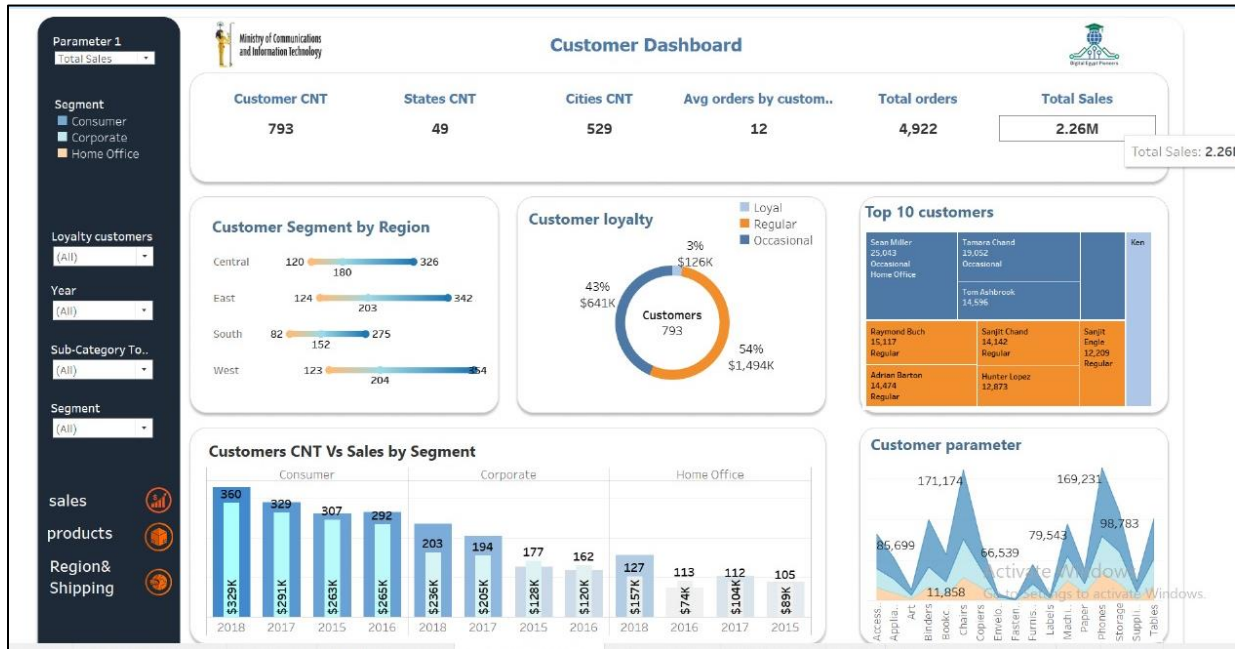 Parameter 1
Total Sales
Segment
Consumer
Corporate
Home Office
Loyalty customers
(All)
Year
(All)
Sub-Category To..
(All)
Segment
(All)
sales
products
Region&
Shipping
Ministry of Communications
and Information Technology
Customer Dashboard
Digital Egypt Pioneers
Customer CNT
States CNT
Cities CNT
Avg orders by custom..
Total orders
Total Sales
793
49
529
12
4,922
2.26M
Total Sales: 2.26
Customer Segment by Region
Central
120
180
326
East
124
203
342
South
82
152
275
West
123
204
354
Customer loyalty
Loyal
Regular
Occasional
3%
$126K
43%
$641K
Customers
793
54%
$1,494K
Top 10 customers
Sean Miller
25,043
Occasional
Home Office
Tamara Chand
19,052
Occasional
Tom Ashbrook
14,596
Ken
Raymond Buch
15,117
Regular
Sanjit Chand
14,142
Regular
Sanjit
Engle
12,209
Regular
Adrian Barton
14,474
Regular
Hunter Lopez
12,873
Customers CNT Vs Sales by Segment
Consumer
Corporate
Home Office
360
329
307
292
203
194
177
162
127
113
112
105
$329K
$291K
$263K
$265K
$236K
$205K
$128K
$120K
$157K
$74K
$104K
$89K
2018
2017
2015
2016
2018
2017
2015
2016
2018
2016
2017
2015
Customer parameter
171,174
169,231
85,699
66,539
79,543
98,783
11,858
Activate Windows
Go to Settings to activate Windows.
Access..
Applia..
Art
Binders
Bookc..
Chairs
Copiers
Envelo..
Fasten..
Furnis..
Labels
Machi..
Paper
Phones
Storage
Suppli..
Tables